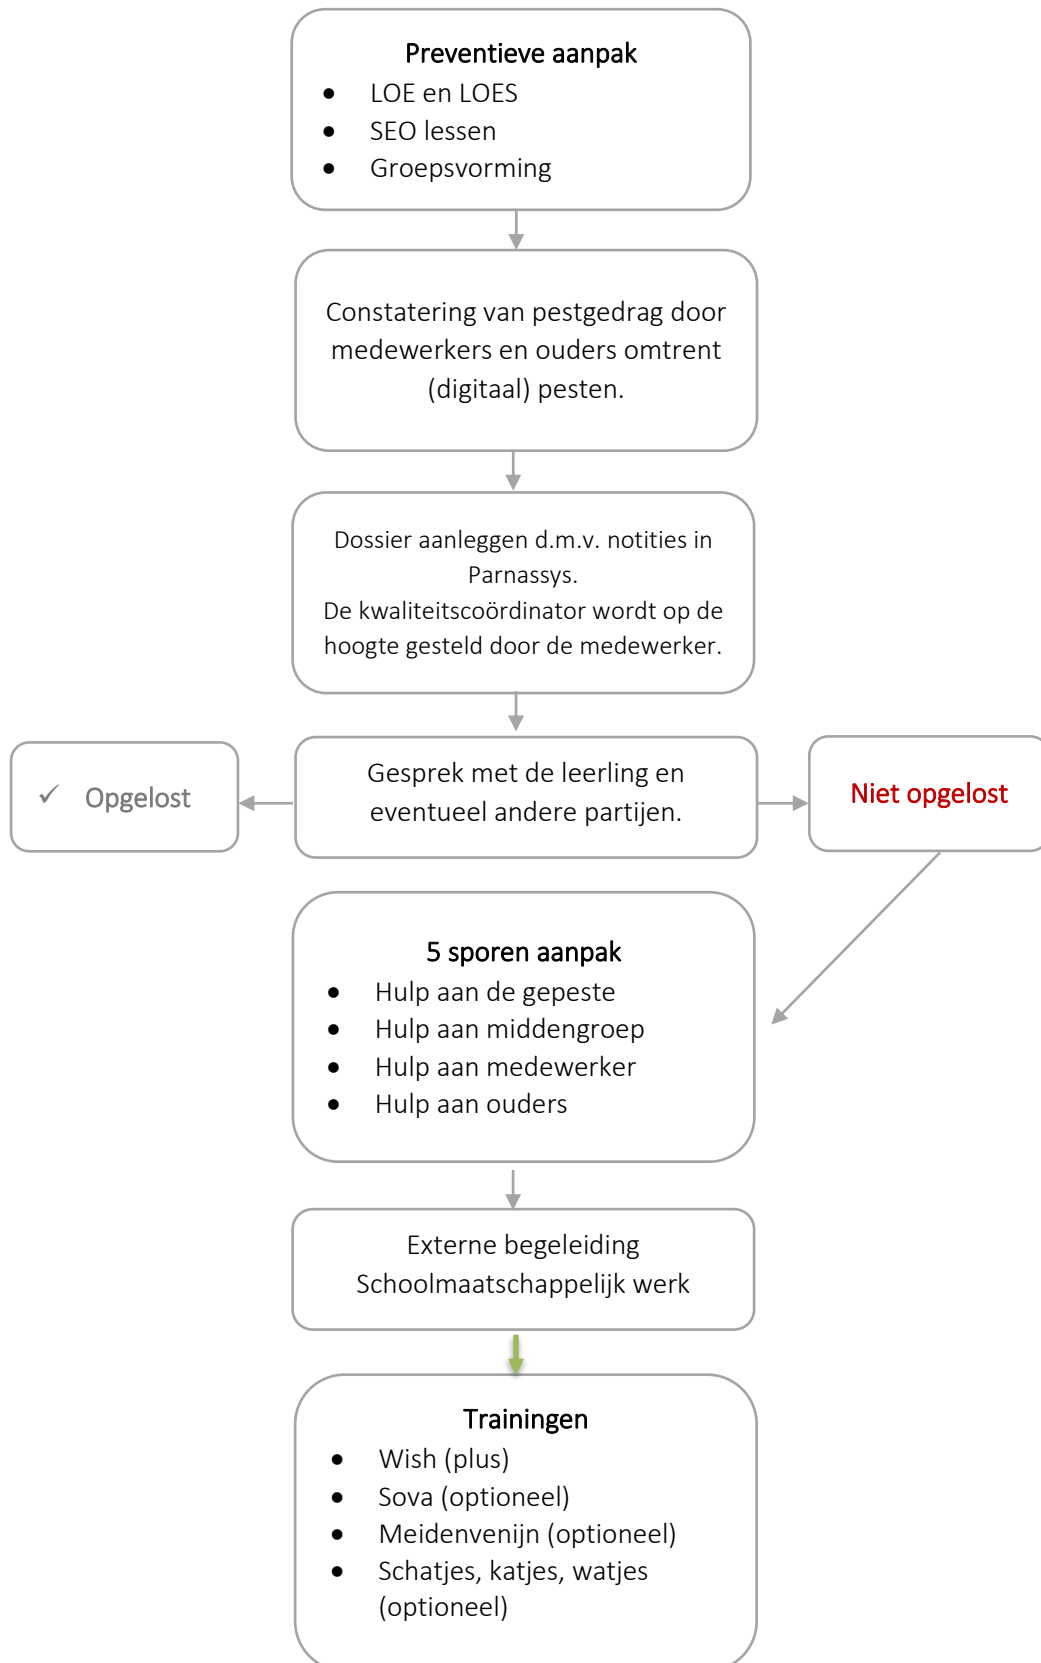 Preventieve aanpak
• LOE en LOES
• SEO lessen
• Groepsvorming
Constatering van pestgedrag door
medewerkers en ouders omtrent
(digitaal) pesten.
Dossier aanleggen d.m.v. notities in
Parnassys.
De kwaliteitscoördinator wordt op de
hoogte gesteld door de medewerker.
✓ Opgelost
Gesprek met de leerling en
eventueel andere partijen.
Niet opgelost
5 sporen aanpak
• Hulp aan de gepeste
• Hulp aan middengroep
• Hulp aan medewerker
• Hulp aan ouders
Externe begeleiding
Schoolmaatschappelijk werk
Trainingen
• Wish (plus)
• Sova (optioneel)
• Meidenvenijn (optioneel)
• Schatjes, katjes, watjes
(optioneel)